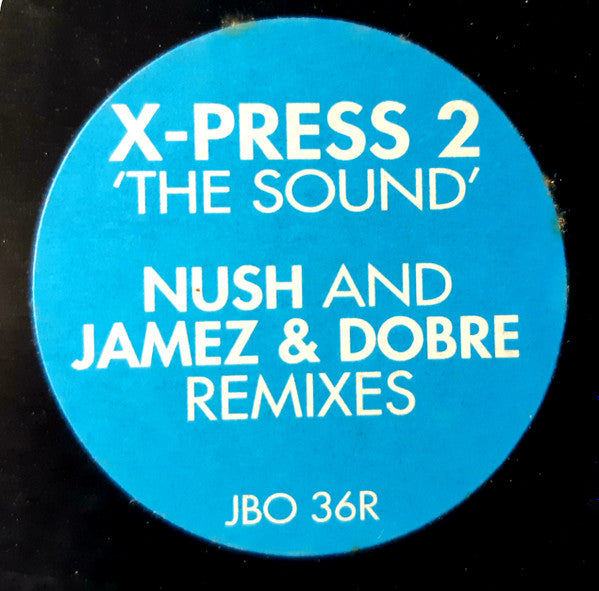 X-PRESS 2
'THE SOUND'
NUSH AND
JAMEZ & DOBRE
REMIXES
JBO 36R